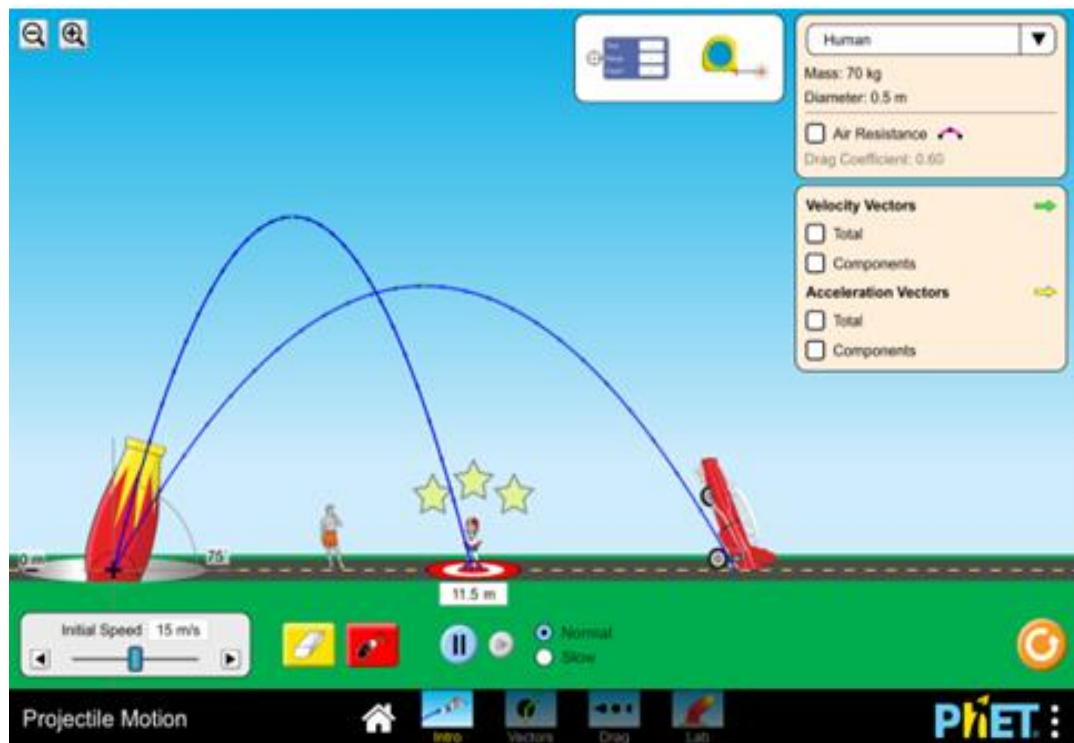 Human
Mass: 70 kg
Diameter: 0.5 m
Air Resistance
Drag Coefficient: 0.60
Velocity Vectors
Total
Components
Acceleration Vectors
Total
Components
0 m
75°
11.5 m
Initial Speed 15 m/s
Normal
Slow
Projectile Motion
Intro
Vectors
Drag
Lab
PhET